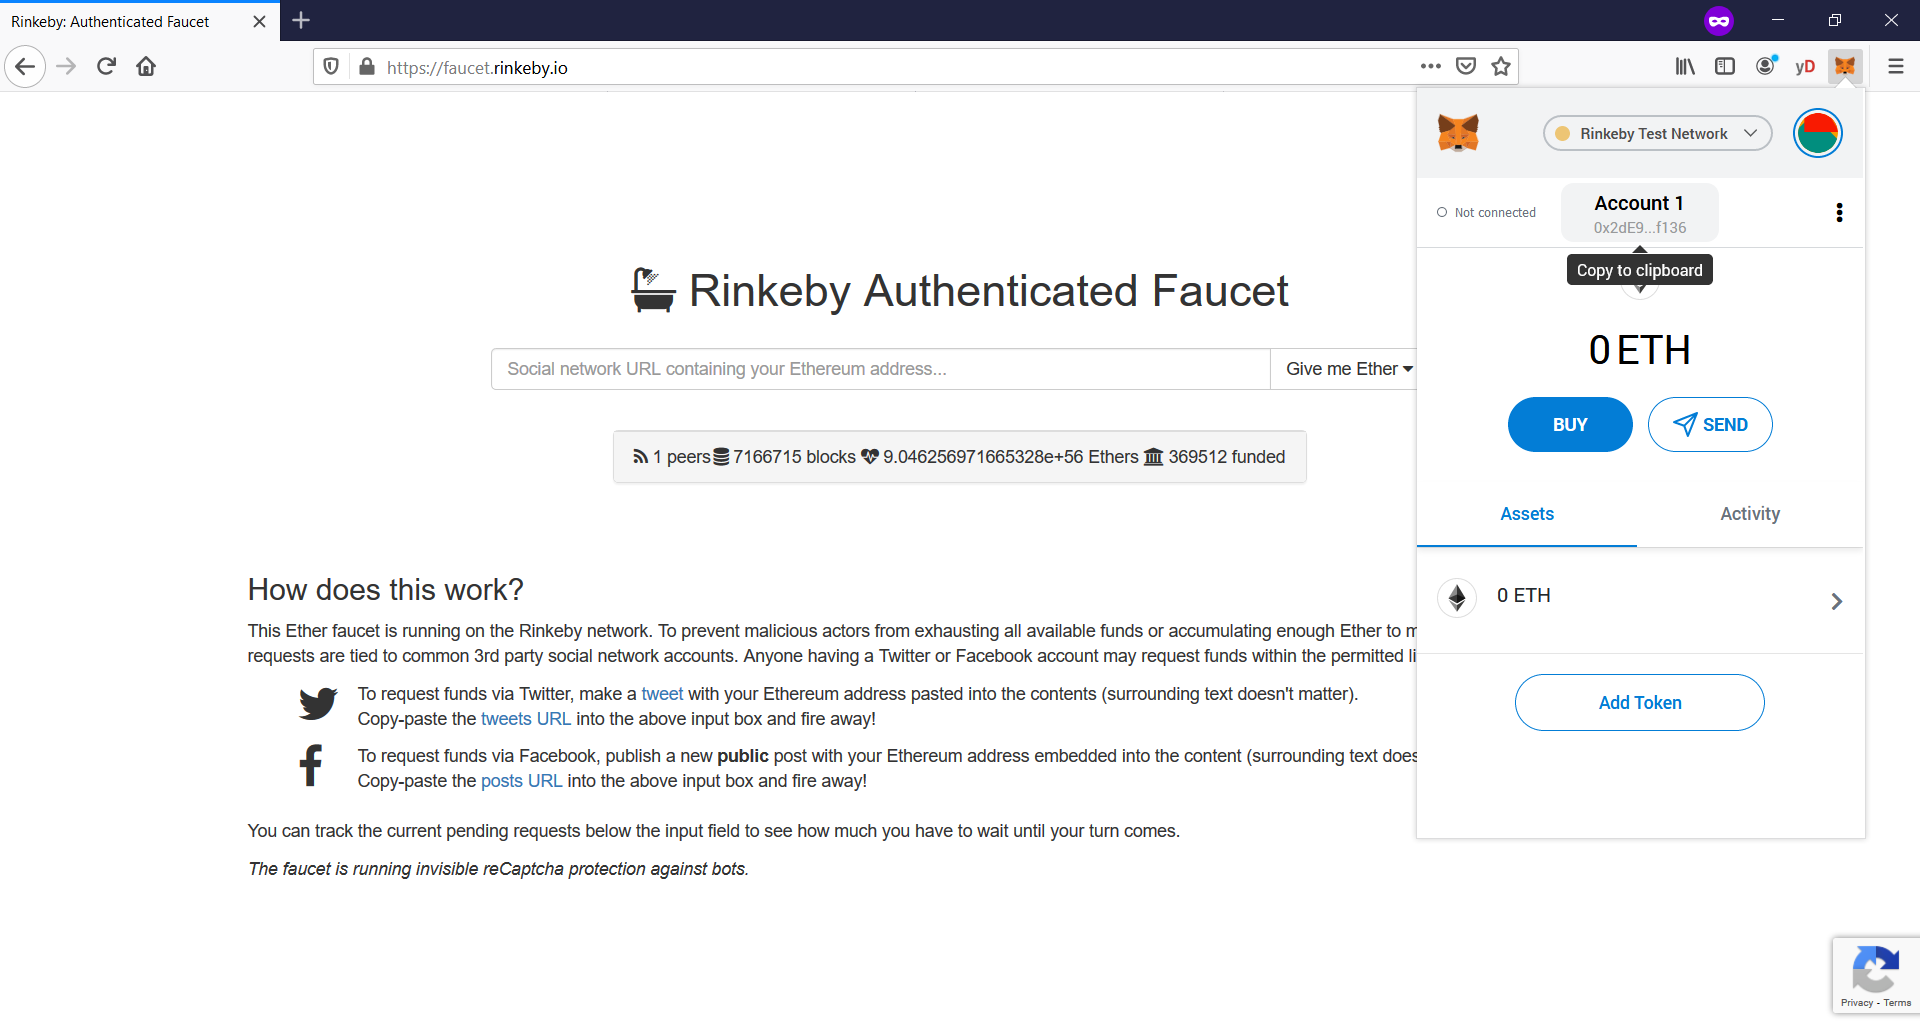 Rinkeby: Authenticated Faucet
https://faucet.rinkeby.io
yD
Rinkeby Test Network
Not connected
Account 1
0x2dE9...f136
Copy to clipboard
Rinkeby Authenticated Faucet
0 ETH
Social network URL containing your Ethereum address...
Give me Ether
BUY
SEND
1 peers 7166715 blocks 9.046256971665328e+56 Ethers 369512 funded
Assets
Activity
0 ETH
Add Token
How does this work?
This Ether faucet is running on the Rinkeby network. To prevent malicious actors from exhausting all available funds or accumulating enough Ether to m
requests are tied to common 3rd party social network accounts. Anyone having a Twitter or Facebook account may request funds within the permitted li
To request funds via Twitter, make a tweet with your Ethereum address pasted into the contents (surrounding text doesn't matter).
Copy-paste the tweets URL into the above input box and fire away!
To request funds via Facebook, publish a new public post with your Ethereum address embedded into the content (surrounding text does
Copy-paste the posts URL into the above input box and fire away!
You can track the current pending requests below the input field to see how much you have to wait until your turn comes.
The faucet is running invisible reCaptcha protection against bots.
Privacy - Terms